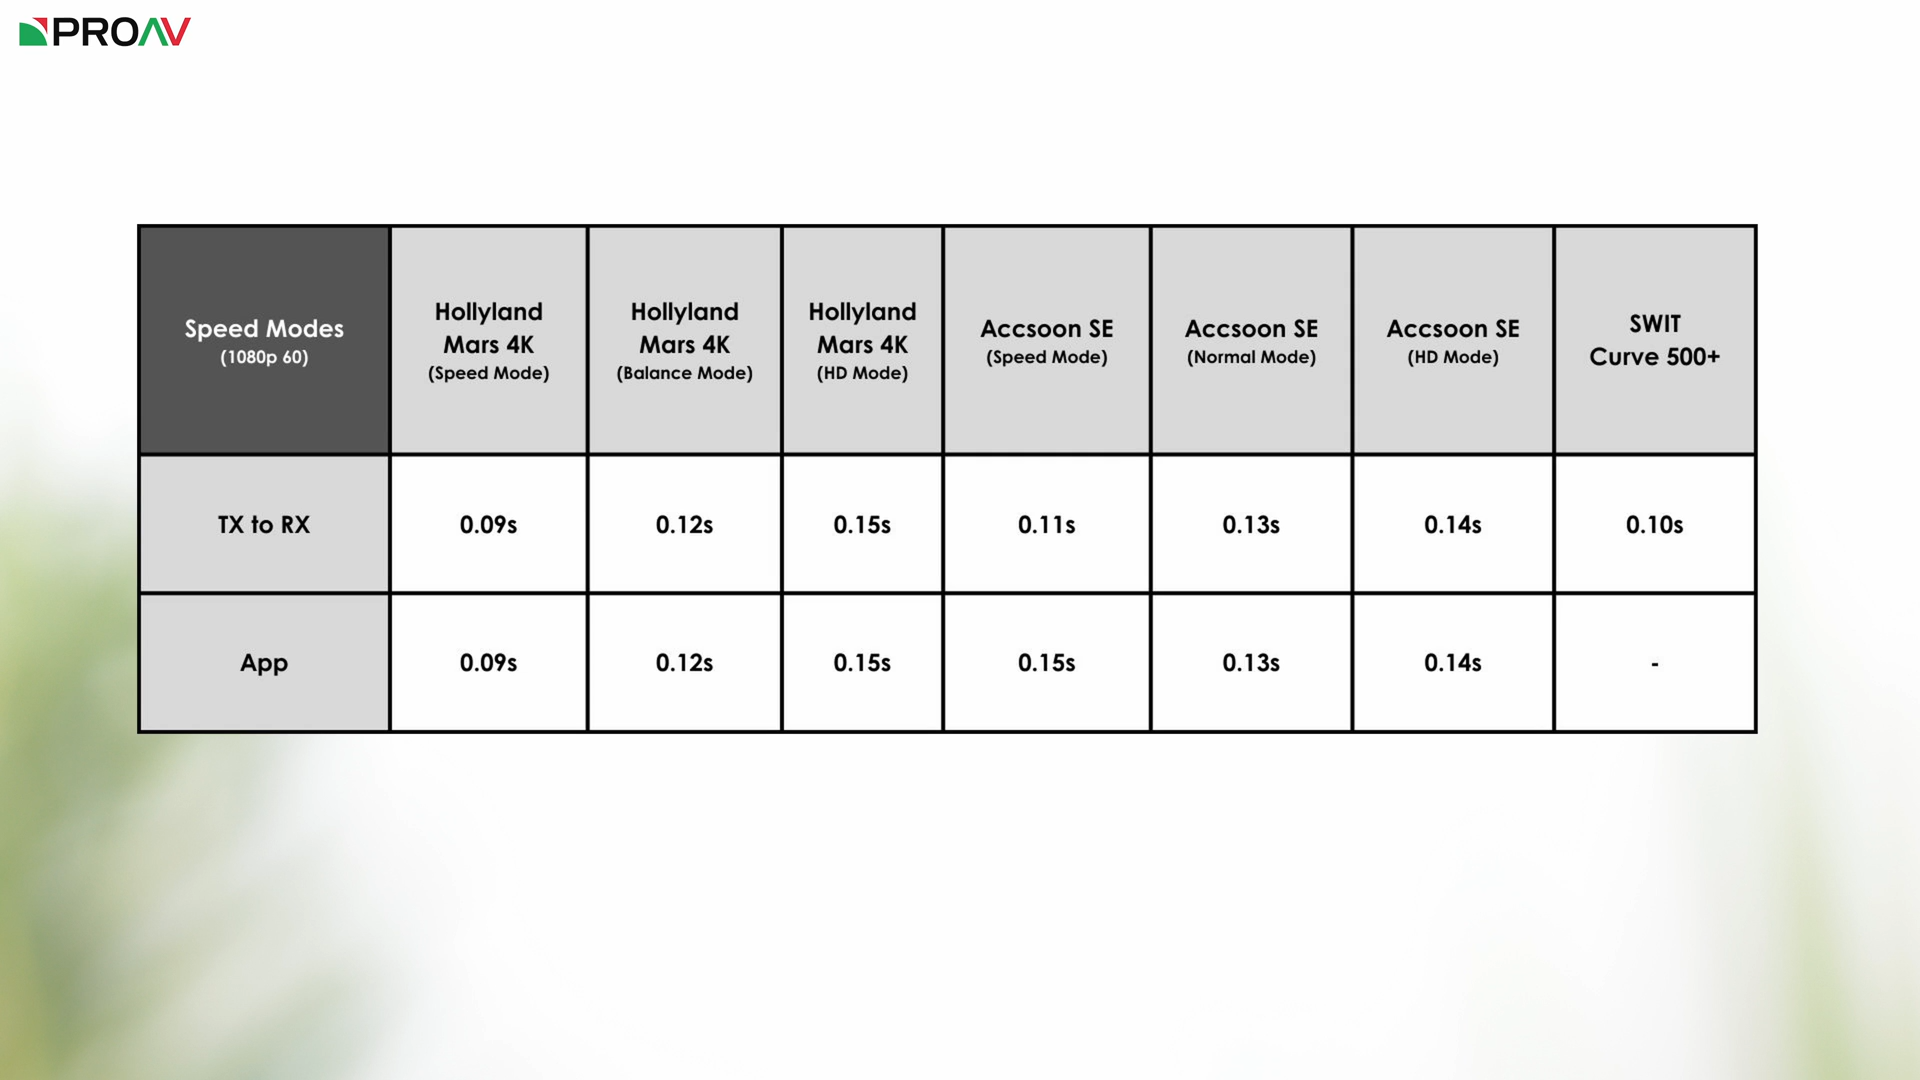 PROAV
Speed Modes
(1080p 60)
Hollyland
Mars 4K
(Speed Mode)
Hollyland
Mars 4K
(Balance Mode)
Hollyland
Mars 4K
(HD Mode)
Accsoon SE
(Speed Mode)
Accsoon SE
(Normal Mode)
Accsoon SE
(HD Mode)
SWIT
Curve 500+
TX to RX
0.09s
0.12s
0.15s
0.11s
0.13s
0.14s
0.10s
App
0.09s
0.12s
0.15s
0.15s
0.13s
0.14s
-